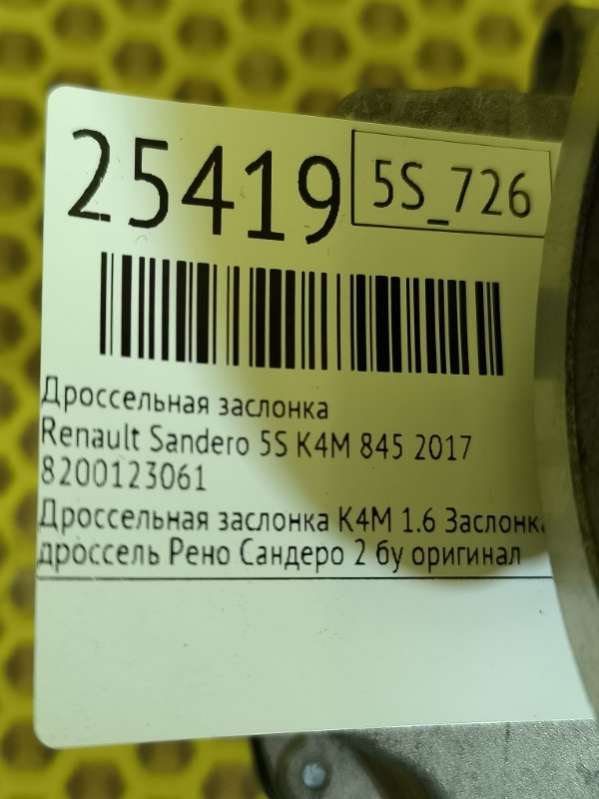 25419 5S_726
Дроссельная заслонка
Renault Sandero 5S K4M 845 2017
8200123061
Дроссельная заслонка K4M 1.6
дроссель Рено Сандеро 2 бу оригинал